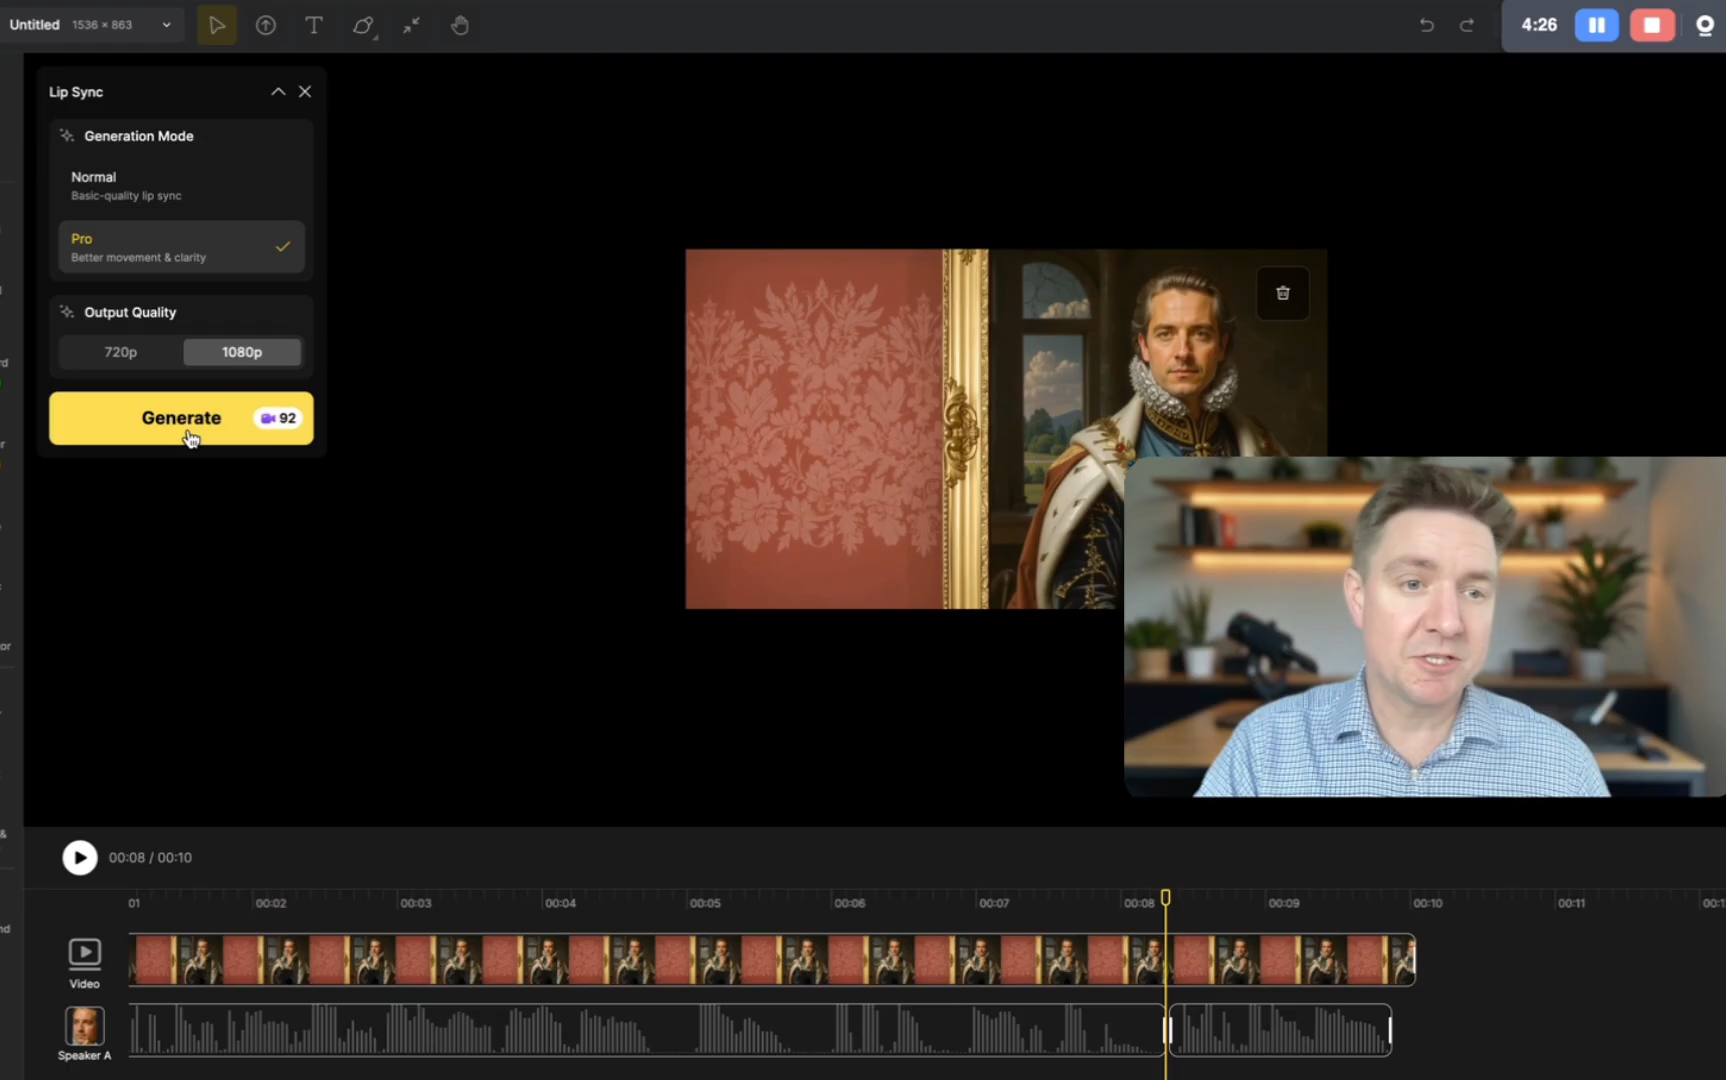 Untitled 1536 × 863
4:26
Lip Sync
Generation Mode
Normal
Basic-quality lip sync
Pro
Better movement & clarity
Output Quality
720p 1080p
Generate 92
00:08 / 00:10
01 00:02 00:03 00:04 00:05 00:06 00:07 00:08 00:09 00:10 00:11
Video
Speaker A